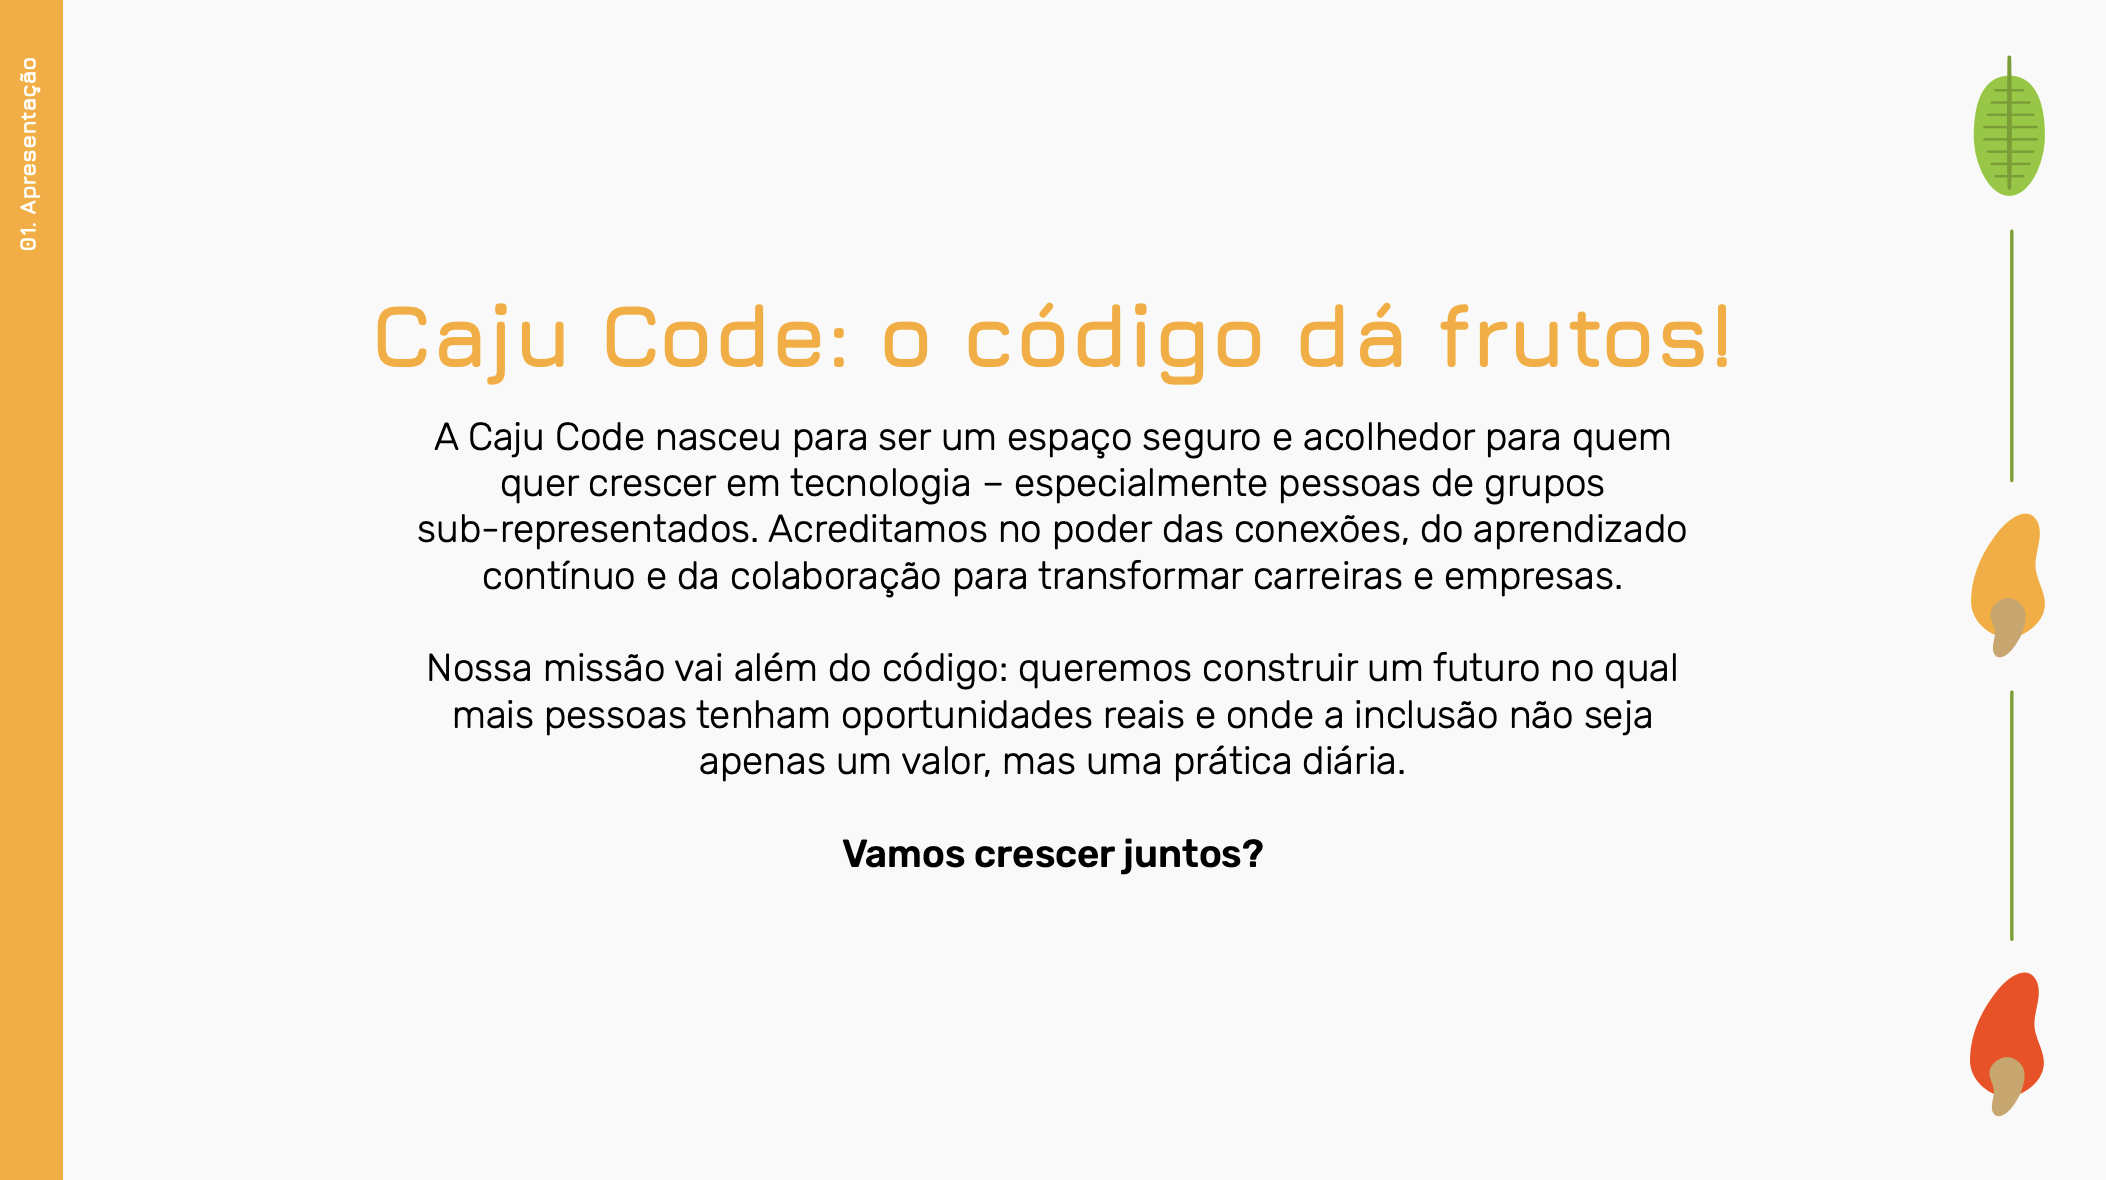 01. Apresentação
Caju Code: o código dá frutos!
A Caju Code nasceu para ser um espaço seguro e acolhedor para quem
quer crescer em tecnologia – especialmente pessoas de grupos
sub-representados. Acreditamos no poder das conexões, do aprendizado
contínuo e da colaboração para transformar carreiras e empresas.
Nossa missão vai além do código: queremos construir um futuro no qual
mais pessoas tenham oportunidades reais e onde a inclusão não seja
apenas um valor, mas uma prática diária.
Vamos crescer juntos?